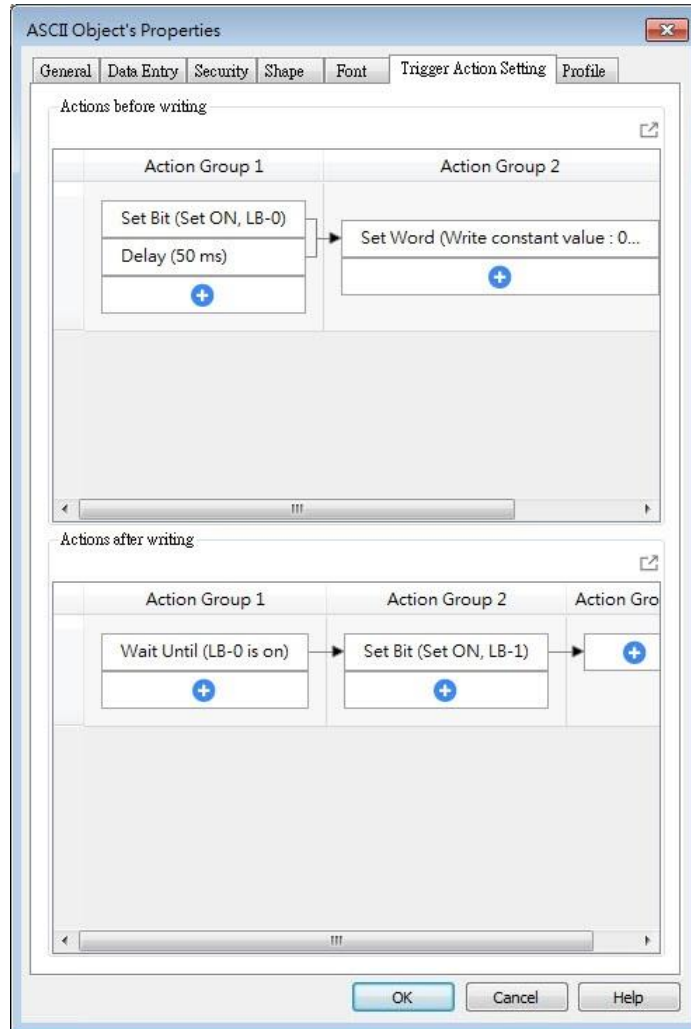 ASCII Object's Properties
General Data Entry Security Shape Font Trigger Action Setting Profile
Actions before writing
Action Group 1 Action Group 2
Set Bit (Set ON, LB-0)
Delay (50 ms)
Set Word (Write constant value : 0...
Actions after writing
Action Group 1 Action Group 2 Action Gro
Wait Until (LB-0 is on) Set Bit (Set ON, LB-1)
OK Cancel Help